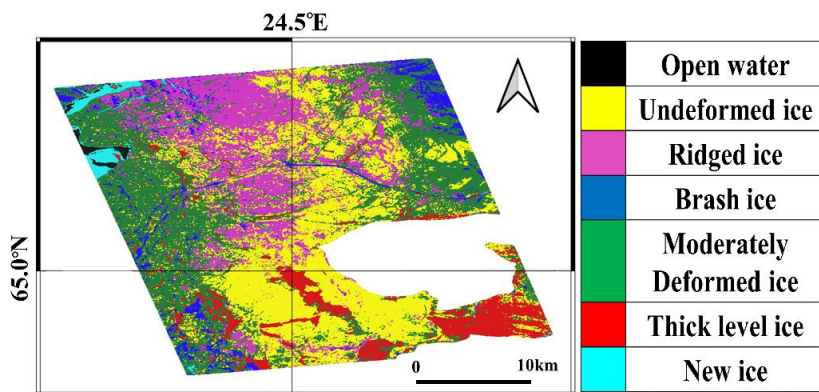 24.5°E
65.0°N
0 10km
Open water
Undeformed ice
Ridged ice
Brash ice
Moderately
Deformed ice
Thick level ice
New ice